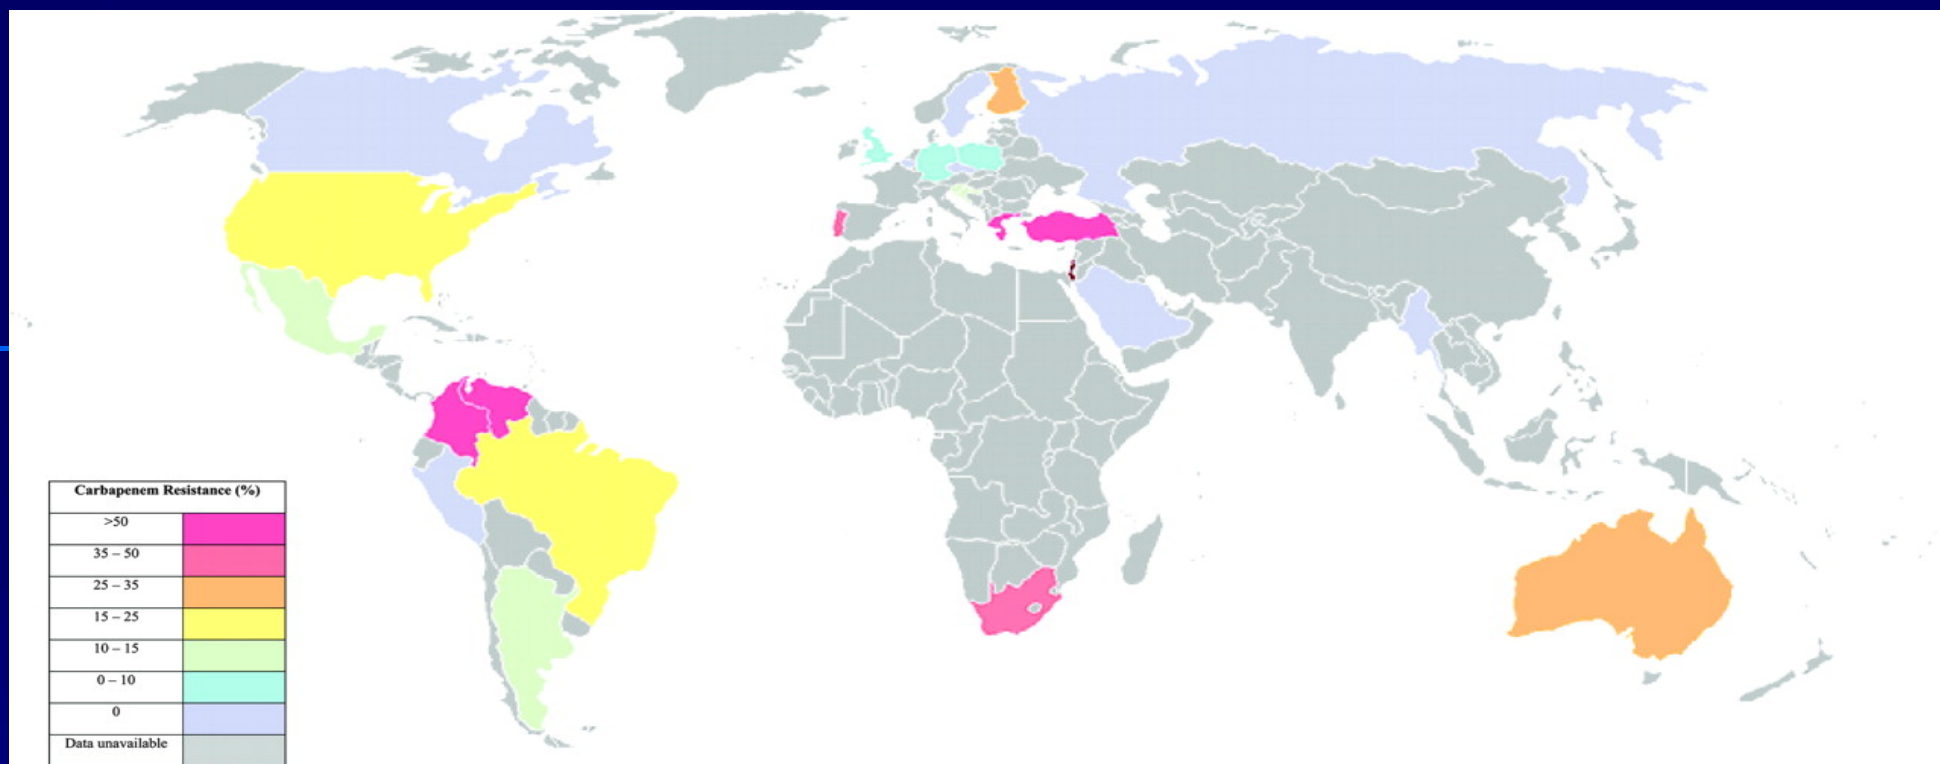 Carbapenem Resistance (%)
>50
35 – 50
25 – 35
15 – 25
10 – 15
0 – 10
0
Data unavailable